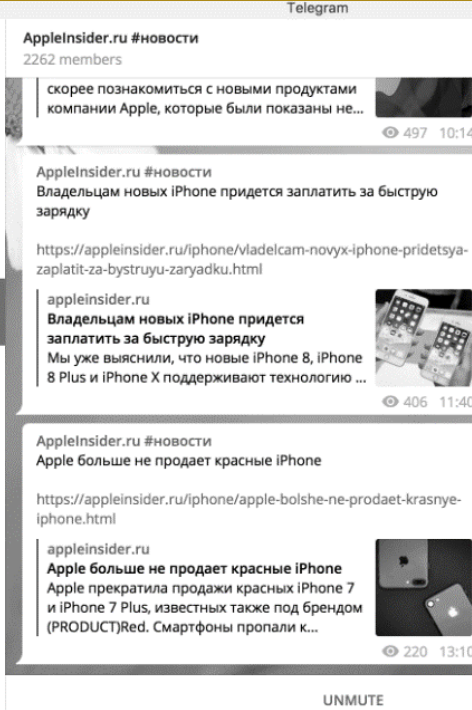 Telegram
AppleInsider.ru #новости
2262 members
скорее познакомиться с новыми продуктами
компании Apple, которые были показаны не...
497 10:14
AppleInsider.ru #новости
Владельцам новых iPhone придется заплатить за быструю
зарядку
https://appleinsider.ru/iphone/vladelcam-novyx-iphone-pridetsya-
zaplatit-za-bystruyu-zaryadku.html
appleinsider.ru
Владельцам новых iPhone придется
заплатить за быструю зарядку
Мы уже выяснили, что новые iPhone 8, iPhone
8 Plus и iPhone X поддерживают технологию ...
406 11:40
AppleInsider.ru #новости
Apple больше не продает красные iPhone
https://appleinsider.ru/iphone/apple-bolshe-ne-prodaet-krasnye-
iphone.html
appleinsider.ru
Apple больше не продает красные iPhone
Apple прекратила продажи красных iPhone 7
и iPhone 7 Plus, известных также под брендом
(PRODUCT)Red. Смартфоны пропали к...
220 13:10
UNMUTE